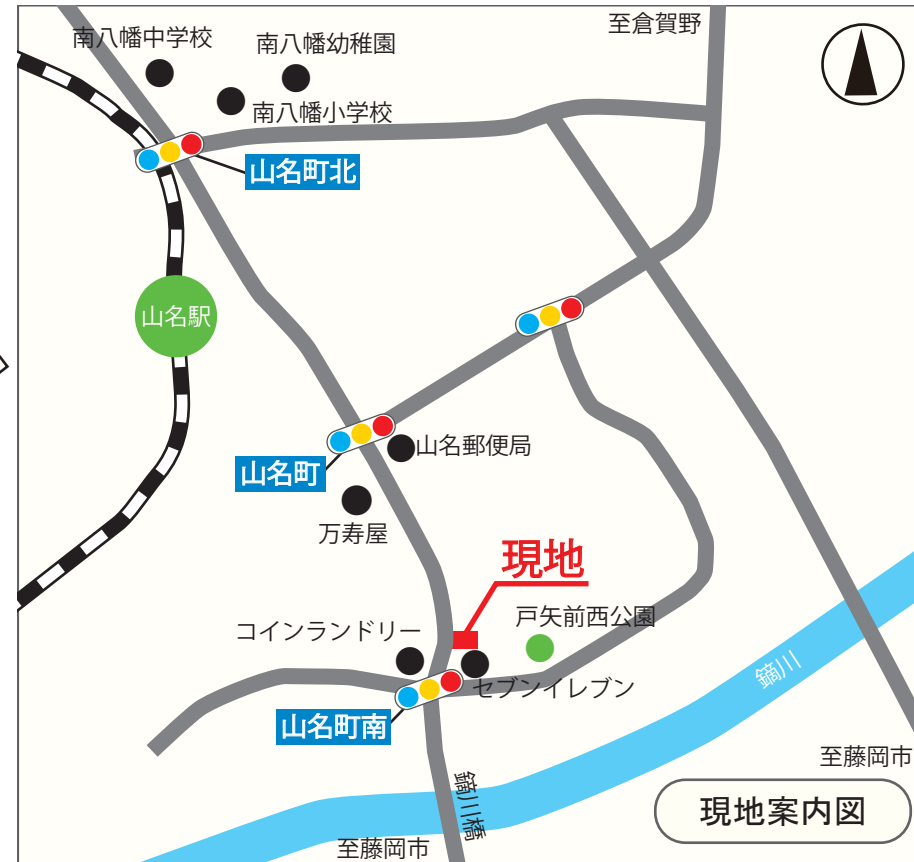 至倉賀野
南八幡中学校
南八幡幼稚園
南八幡小学校
山名町北
山名駅
山名郵便局
山名町
万寿屋
現地
戸矢前西公園
コインランドリー
セブンイレブン
鏑川
山名町南
至藤岡市
鏑川橋
現地案内図
至藤岡市